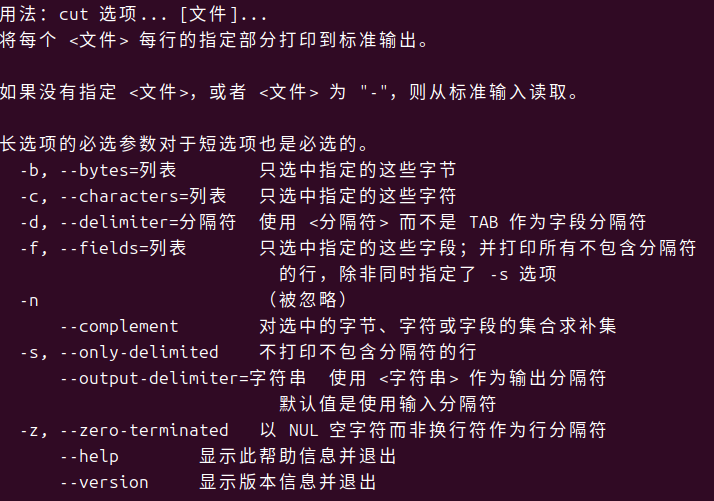 用法：cut 选项... [文件]...
将每个 <文件> 每行的指定部分打印到标准输出。
如果没有指定 <文件>，或者 <文件> 为 "-"，则从标准输入读取。
长选项的必选参数对于短选项也是必选的。
-b, --bytes=列表 只选中指定的这些字节
-c, --characters=列表 只选中指定的这些字符
-d, --delimiter=分隔符 使用 <分隔符> 而不是 TAB 作为字段分隔符
-f, --fields=列表 只选中指定的这些字段；并打印所有不包含分隔符
的行，除非同时指定了 -s 选项
-n （被忽略）
--complement 对选中的字节、字符或字段的集合求补集
-s, --only-delimited 不打印不包含分隔符的行
--output-delimiter=字符串 使用 <字符串> 作为输出分隔符
默认值是使用输入分隔符
-z, --zero-terminated 以 NUL 空字符而非换行符作为行分隔符
--help 显示此帮助信息并退出
--version 显示版本信息并退出